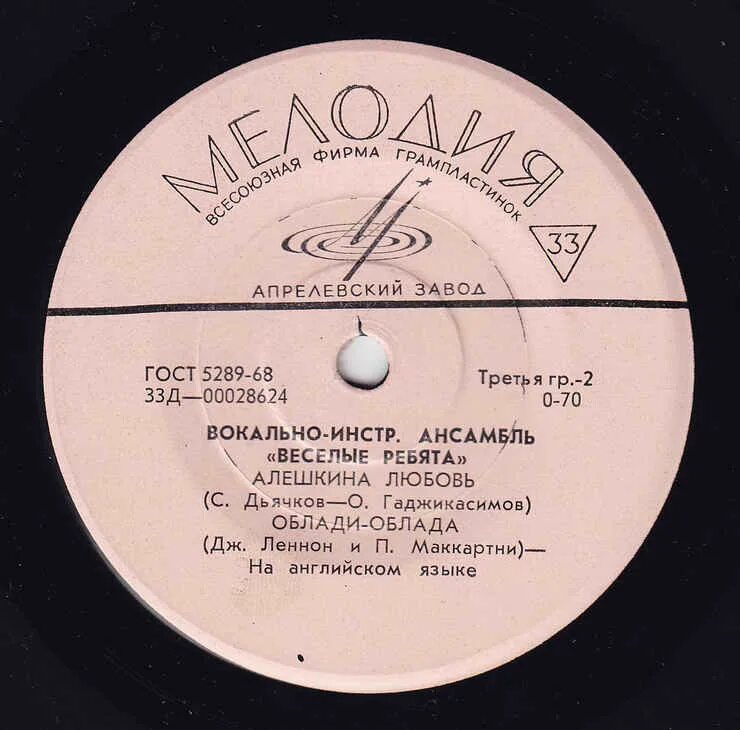 МЕЛОДИЯ
ВСЕСОЮЗНАЯ ФИРМА ГРАМПЛАСТИНОК
33
АПРЕЛЕВСКИЙ ЗАВОД
ГОСТ 5289-68
Третья гр.-2
33Д—00028624
0-70
ВОКАЛЬНО-ИНСТР. АНСАМБЛЬ
«ВЕСЕЛЫЕ РЕБЯТА»
АЛЕШКИНА ЛЮБОВЬ
(С. Дьячков—О. Гаджикасимов)
ОБЛАДИ-ОБЛАДА
(Дж. Леннон и П. Маккартни)—
На английском языке